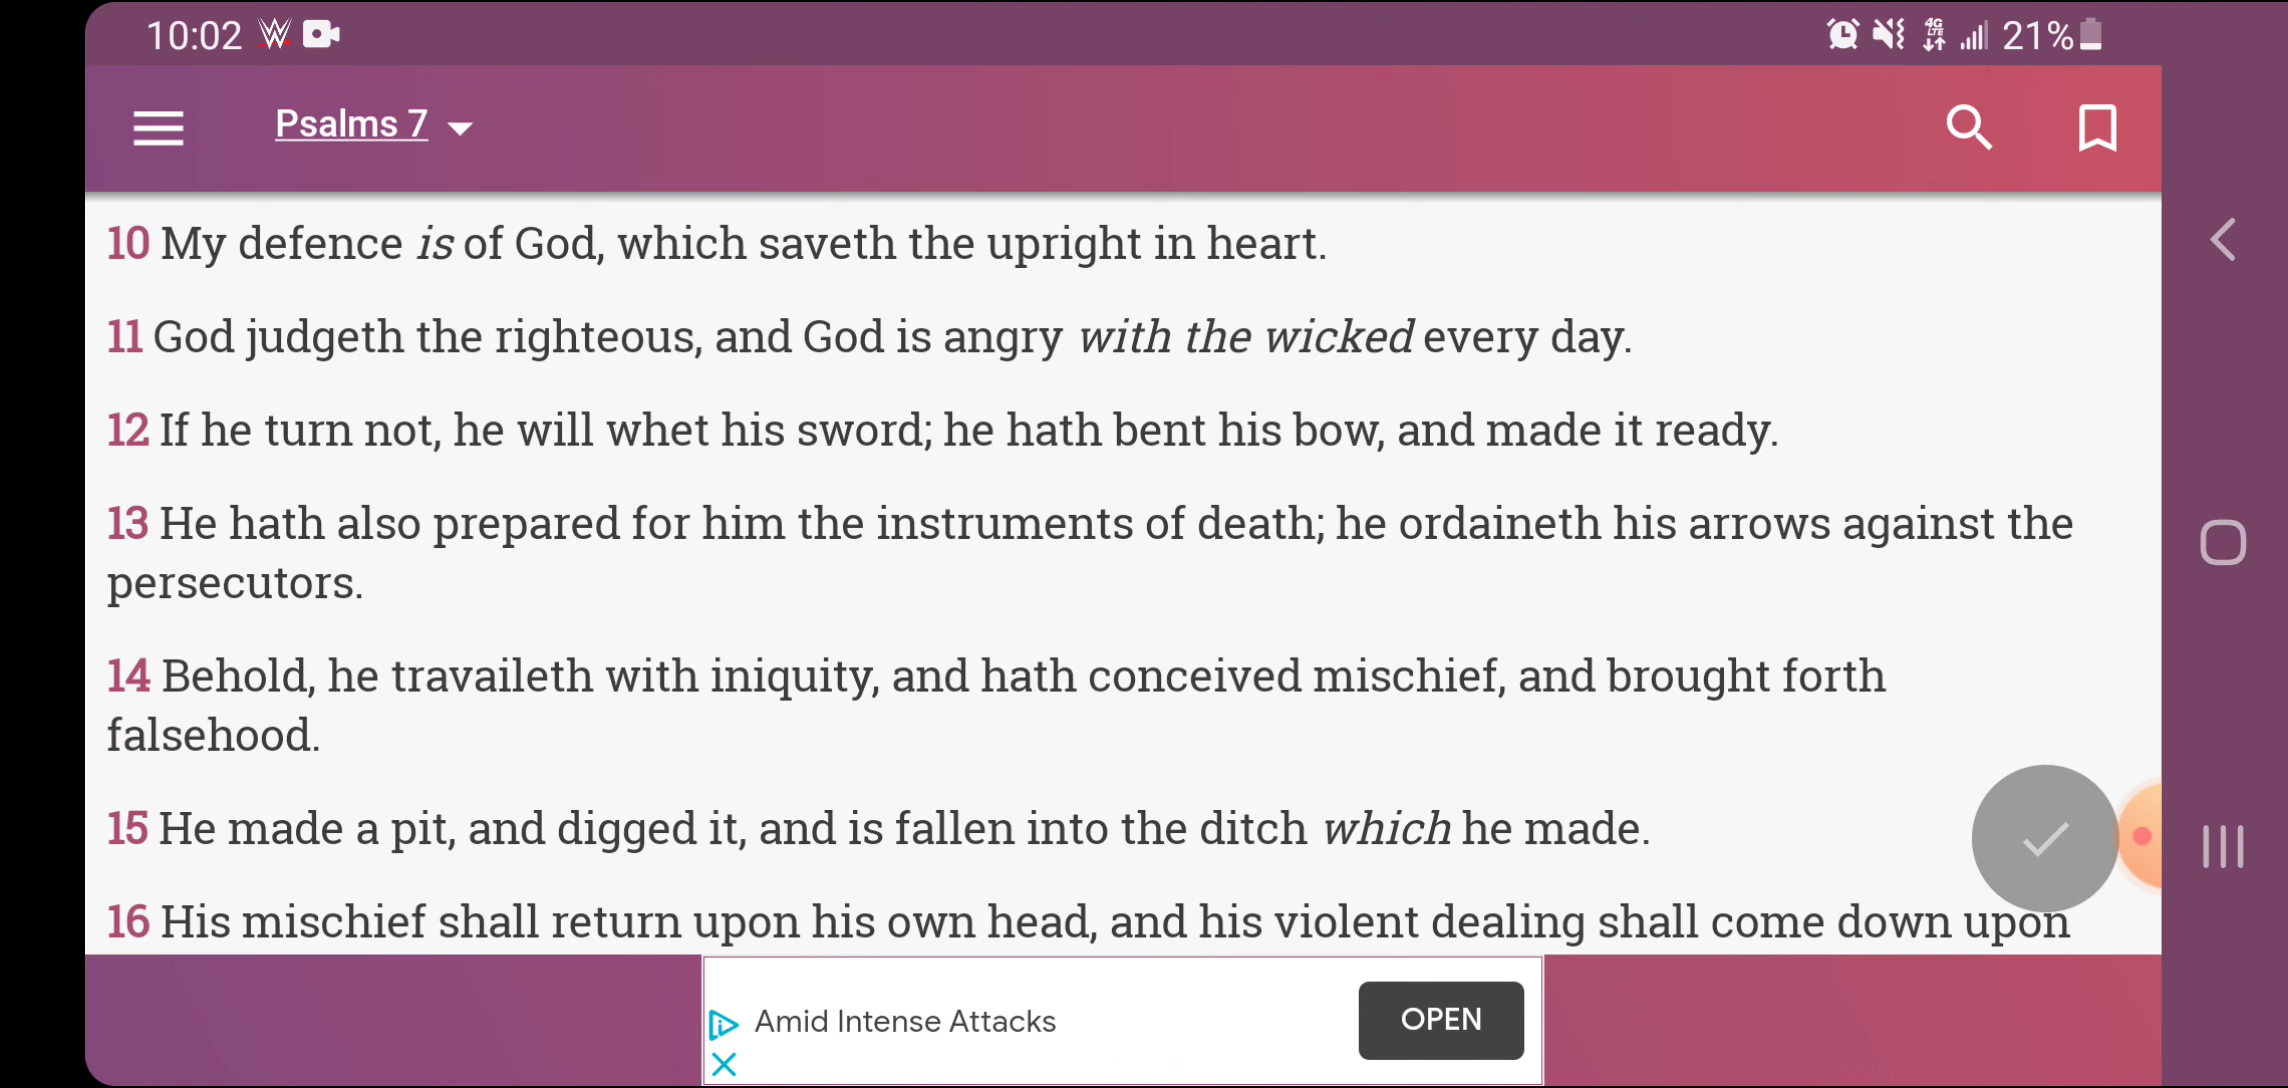 10:02
4G LTE 21%
Psalms 7
10 My defence is of God, which saveth the upright in heart.
11 God judgeth the righteous, and God is angry with the wicked every day.
12 If he turn not, he will whet his sword; he hath bent his bow, and made it ready.
13 He hath also prepared for him the instruments of death; he ordaineth his arrows against the
persecutors.
14 Behold, he travaileth with iniquity, and hath conceived mischief, and brought forth
falsehood.
15 He made a pit, and digged it, and is fallen into the ditch which he made.
16 His mischief shall return upon his own head, and his violent dealing shall come down upon
Amid Intense Attacks
OPEN